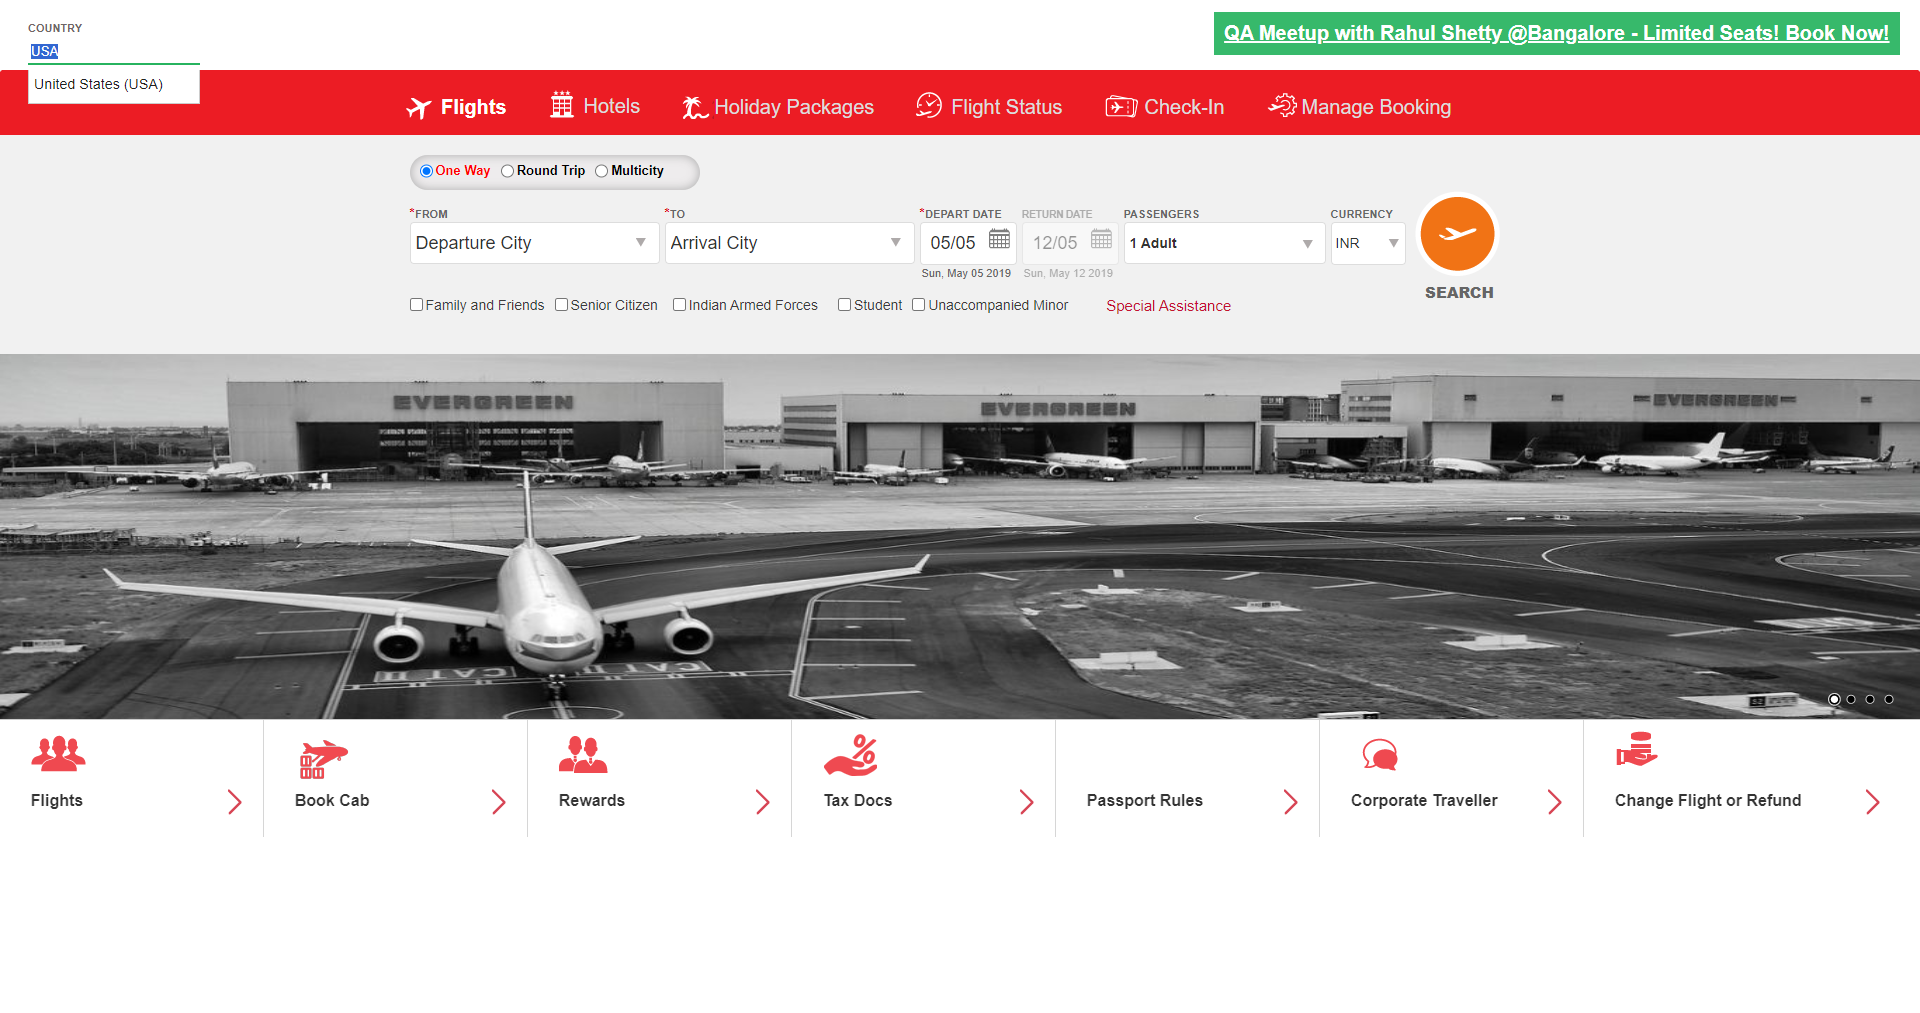 COUNTRY
USA
United States (USA)
QA Meetup with Rahul Shetty @Bangalore - Limited Seats! Book Now!
Flights
Hotels
Holiday Packages
Flight Status
Check-In
Manage Booking
One Way
Round Trip
Multicity
*FROM
*TO
*DEPART DATE
RETURN DATE
PASSENGERS
CURRENCY
Departure City
Arrival City
05/05
12/05
1 Adult
INR
Sun, May 05 2019
Sun, May 12 2019
SEARCH
Family and Friends
Senior Citizen
Indian Armed Forces
Student
Unaccompanied Minor
Special Assistance
EVERGREEN
EVERGREEN
EVERGREEN
CAT II
CAT II
Flights
Book Cab
Rewards
Tax Docs
Passport Rules
Corporate Traveller
Change Flight or Refund